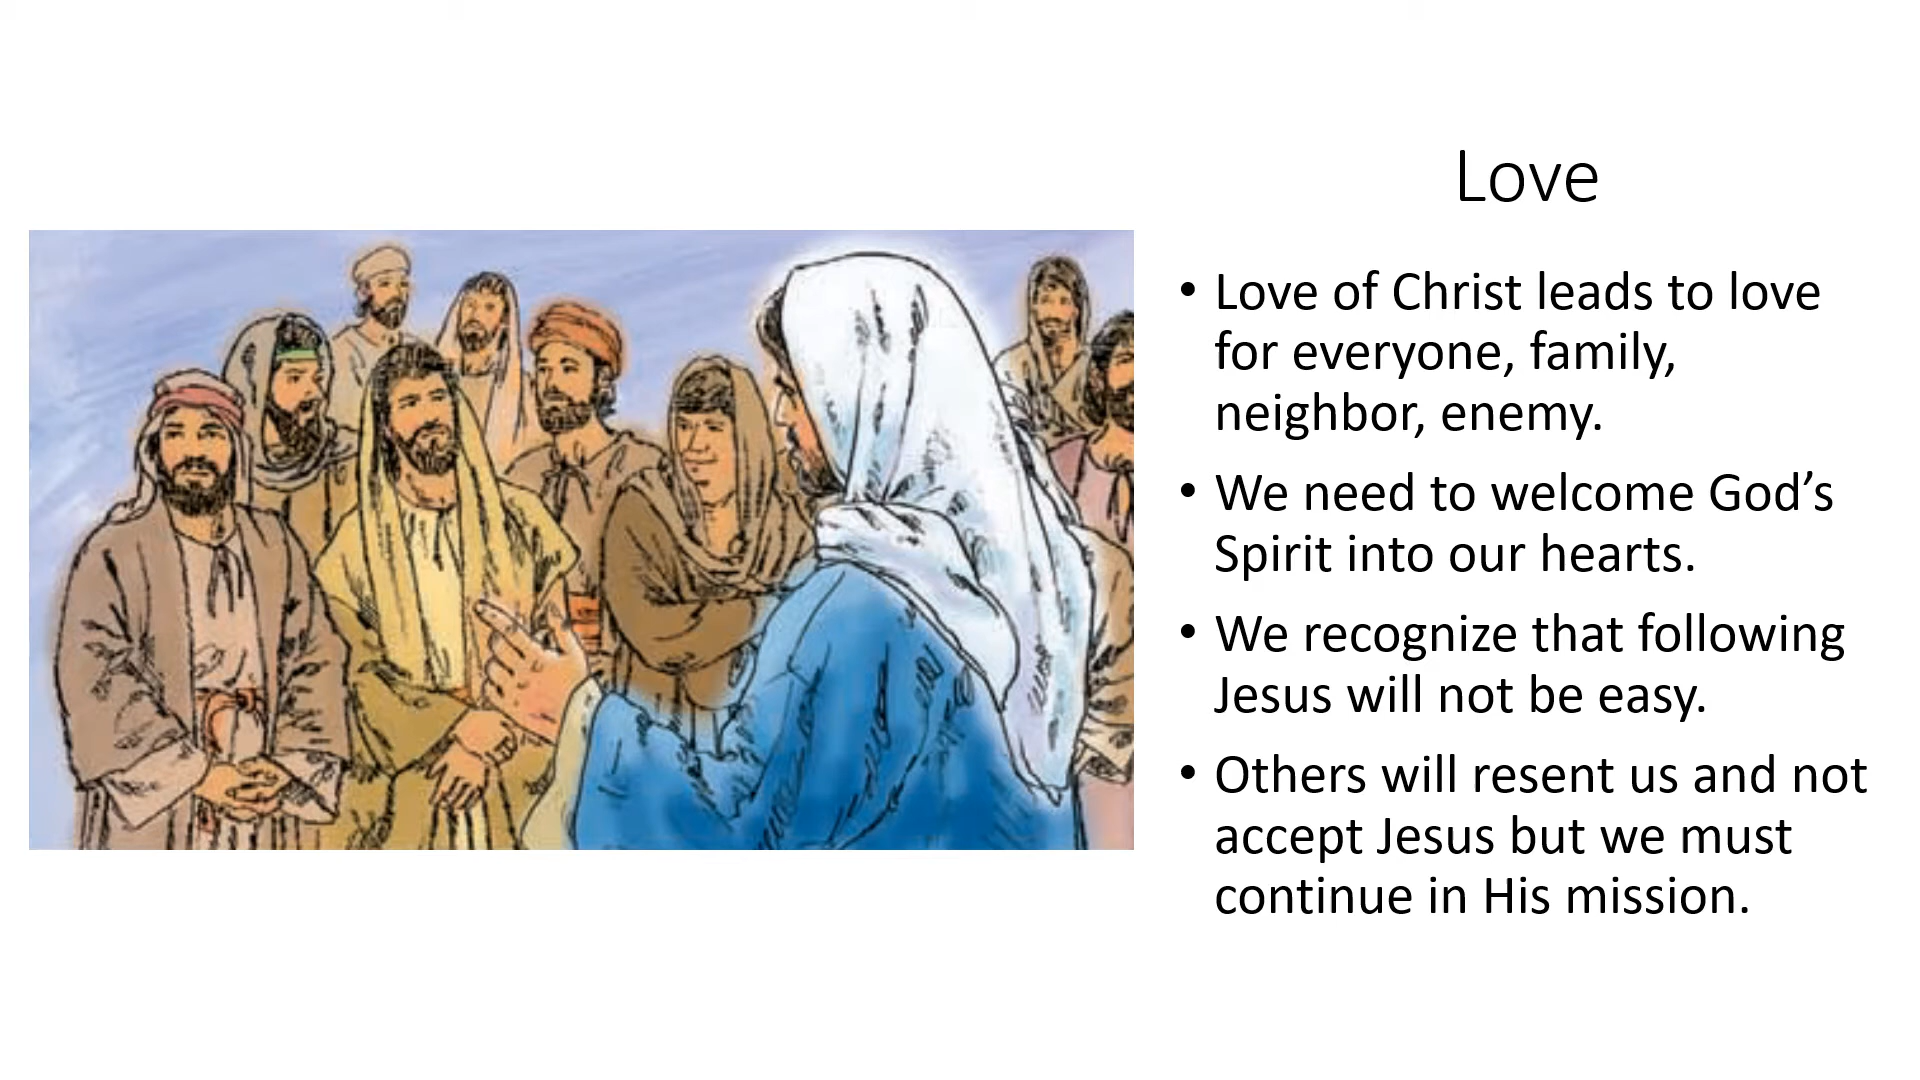 Love
• Love of Christ leads to love
for everyone, family,
neighbor, enemy.
• We need to welcome God’s
Spirit into our hearts.
• We recognize that following
Jesus will not be easy.
• Others will resent us and not
accept Jesus but we must
continue in His mission.